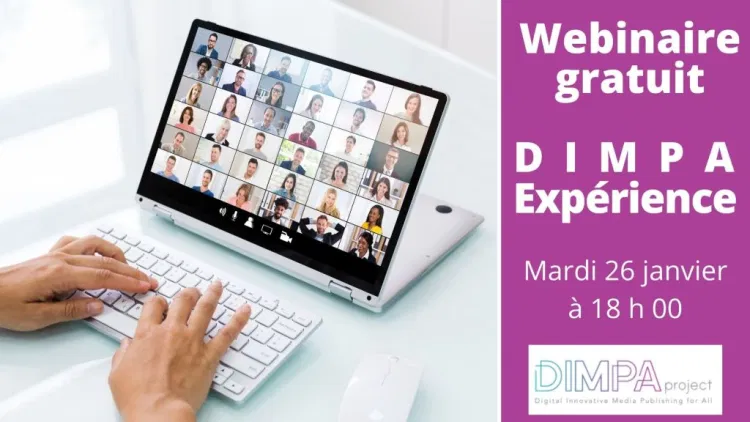 Webinaire
gratuit
D I M P A
Expérience
Mardi 26 janvier
à 18 h 00
DIMPA project
Digital Innovative Media Publishing for All